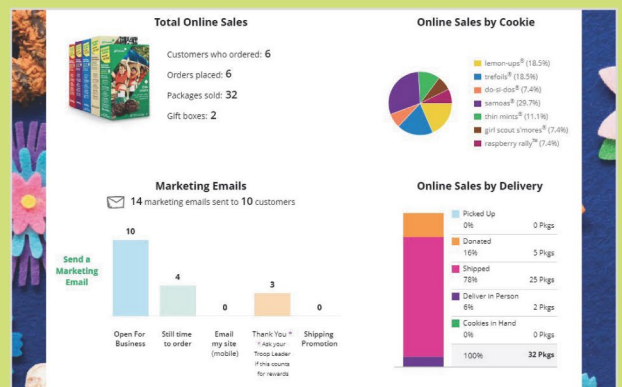 Total Online Sales
Customers who ordered: 6
Orders placed: 6
Packages sold: 32
Gift boxes: 2
Online Sales by Cookie
lemon-ups® (18.5%)
trefoils® (18.5%)
do-si-dos® (7.4%)
samoas® (29.7%)
thin mints® (11.1%)
girl scout s'mores® (7.4%)
raspberry rally™ (7.4%)
Marketing Emails
14 marketing emails sent to 10 customers
Send a
Marketing
Email
10
4
0
3
0
Open For
Business
Still time
to order
Email
my site
(mobile)
Thank You *
* Ask your
Troop Leader
if this counts
for rewards
Shipping
Promotion
Online Sales by Delivery
Picked Up
0% 0 Pkgs
Donated
16% 5 Pkgs
Shipped
78% 25 Pkgs
Deliver in Person
6% 2 Pkgs
Cookies in Hand
0% 0 Pkgs
100% 32 Pkgs